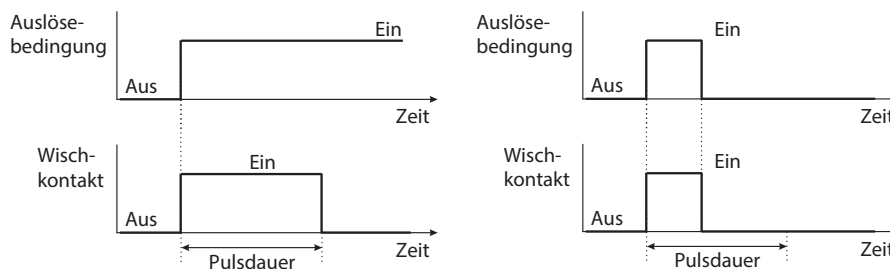 Auslöse-
bedingung
Ein
Aus
Zeit
Wisch-
kontakt
Ein
Aus
Zeit
Pulsdauer
Auslöse-
bedingung
Ein
Aus
Zeit
Wisch-
kontakt
Ein
Aus
Zeit
Pulsdauer